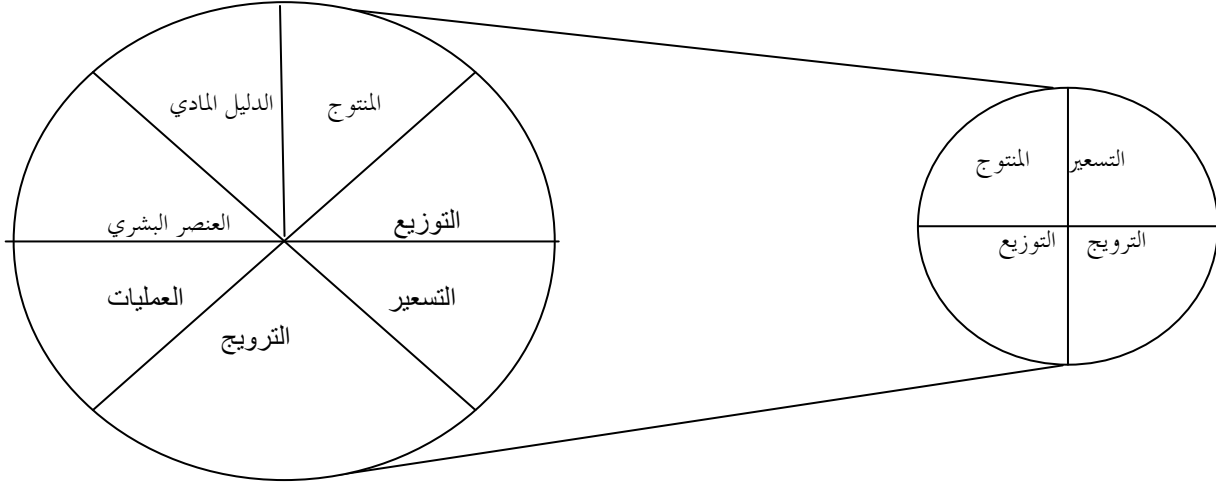 المنتوج
الدليل المادي
التوزيع
العنصر البشري
التسعير
العمليات
الترويج
التسعير
المنتوج
الترويج
التوزيع